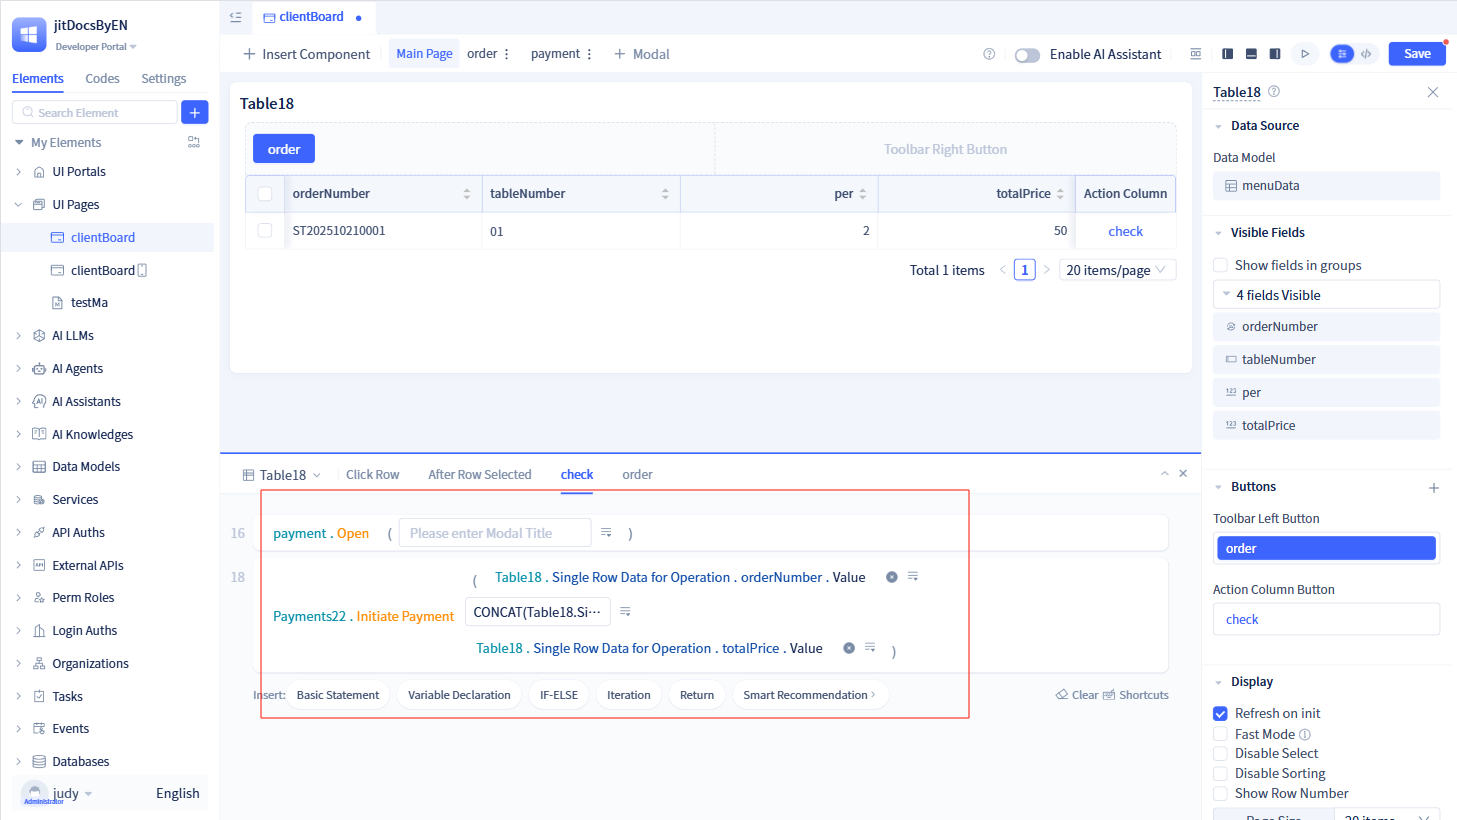 jitDocsByEN
Developer Portal
Elements Codes Settings
Search Element
My Elements
UI Portals
UI Pages
clientBoard
clientBoard
testMa
AI LLMs
AI Agents
AI Assistants
AI Knowledges
Data Models
Services
API Auths
External APIs
Perm Roles
Login Auths
Organizations
Tasks
Events
Databases
judy
Administrator
English
clientBoard
Insert Component Main Page order payment Modal
Enable AI Assistant
Save
Table18
order
Toolbar Right Button
orderNumber tableNumber per totalPrice Action Column
ST202510210001 01 2 50 check
Total 1 items 1 20 items/page
Table18 Click Row After Row Selected check order
16 payment . Open ( Please enter Modal Title )
18 ( Table18 . Single Row Data for Operation . orderNumber . Value
Payments22 . Initiate Payment CONCAT(Table18.Si···
Table18 . Single Row Data for Operation . totalPrice . Value )
Insert: Basic Statement Variable Declaration IF-ELSE Iteration Return Smart Recommendation Clear Shortcuts
Table18
Data Source
Data Model
menuData
Visible Fields
Show fields in groups
4 fields Visible
orderNumber
tableNumber
123 per
123 totalPrice
Buttons
Toolbar Left Button
order
Action Column Button
check
Display
Refresh on init
Fast Mode
Disable Select
Disable Sorting
Show Row Number
Page Size 20 items